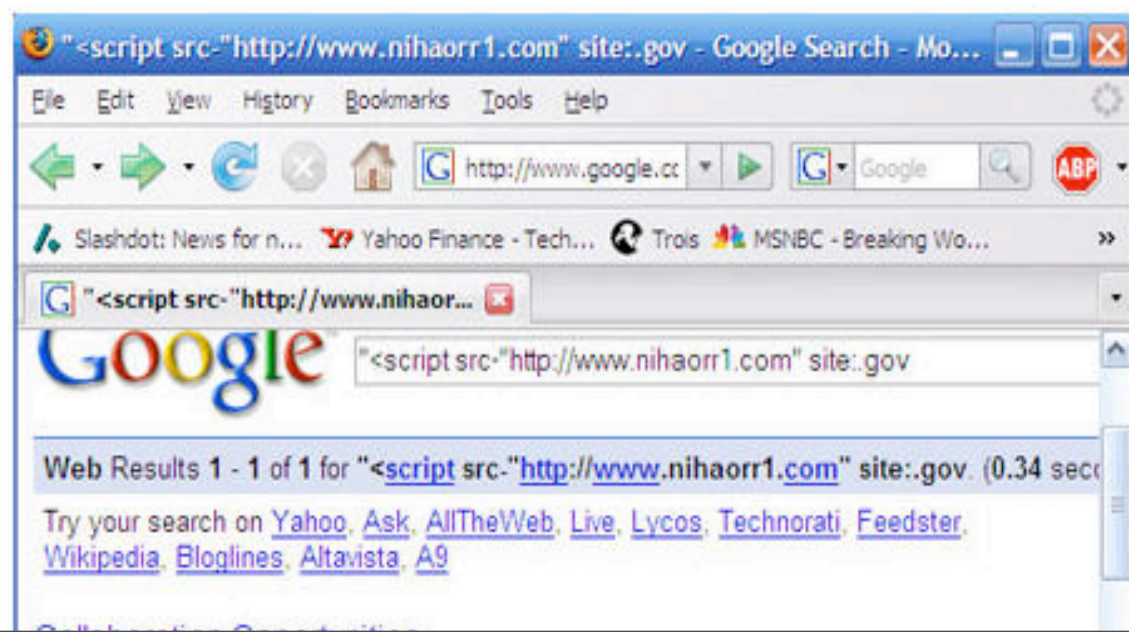 "<script src-"http://www.nihaorr1.com" site:.gov - Google Search - Mo...
File Edit View History Bookmarks Tools Help
http://www.google.cc Google ABP
Slashdot: News for n... Yahoo Finance - Tech... Trois MSNBC - Breaking Wo... »
"<script src-"http://www.nihaor...
Google "<script src-"http://www.nihaorr1.com" site:.gov
Web Results 1 - 1 of 1 for "<script src-"http://www.nihaorr1.com" site:.gov. (0.34 seco
Try your search on Yahoo, Ask, AllTheWeb, Live, Lycos, Technorati, Feedster,
Wikipedia, Bloglines, Altavista, A9